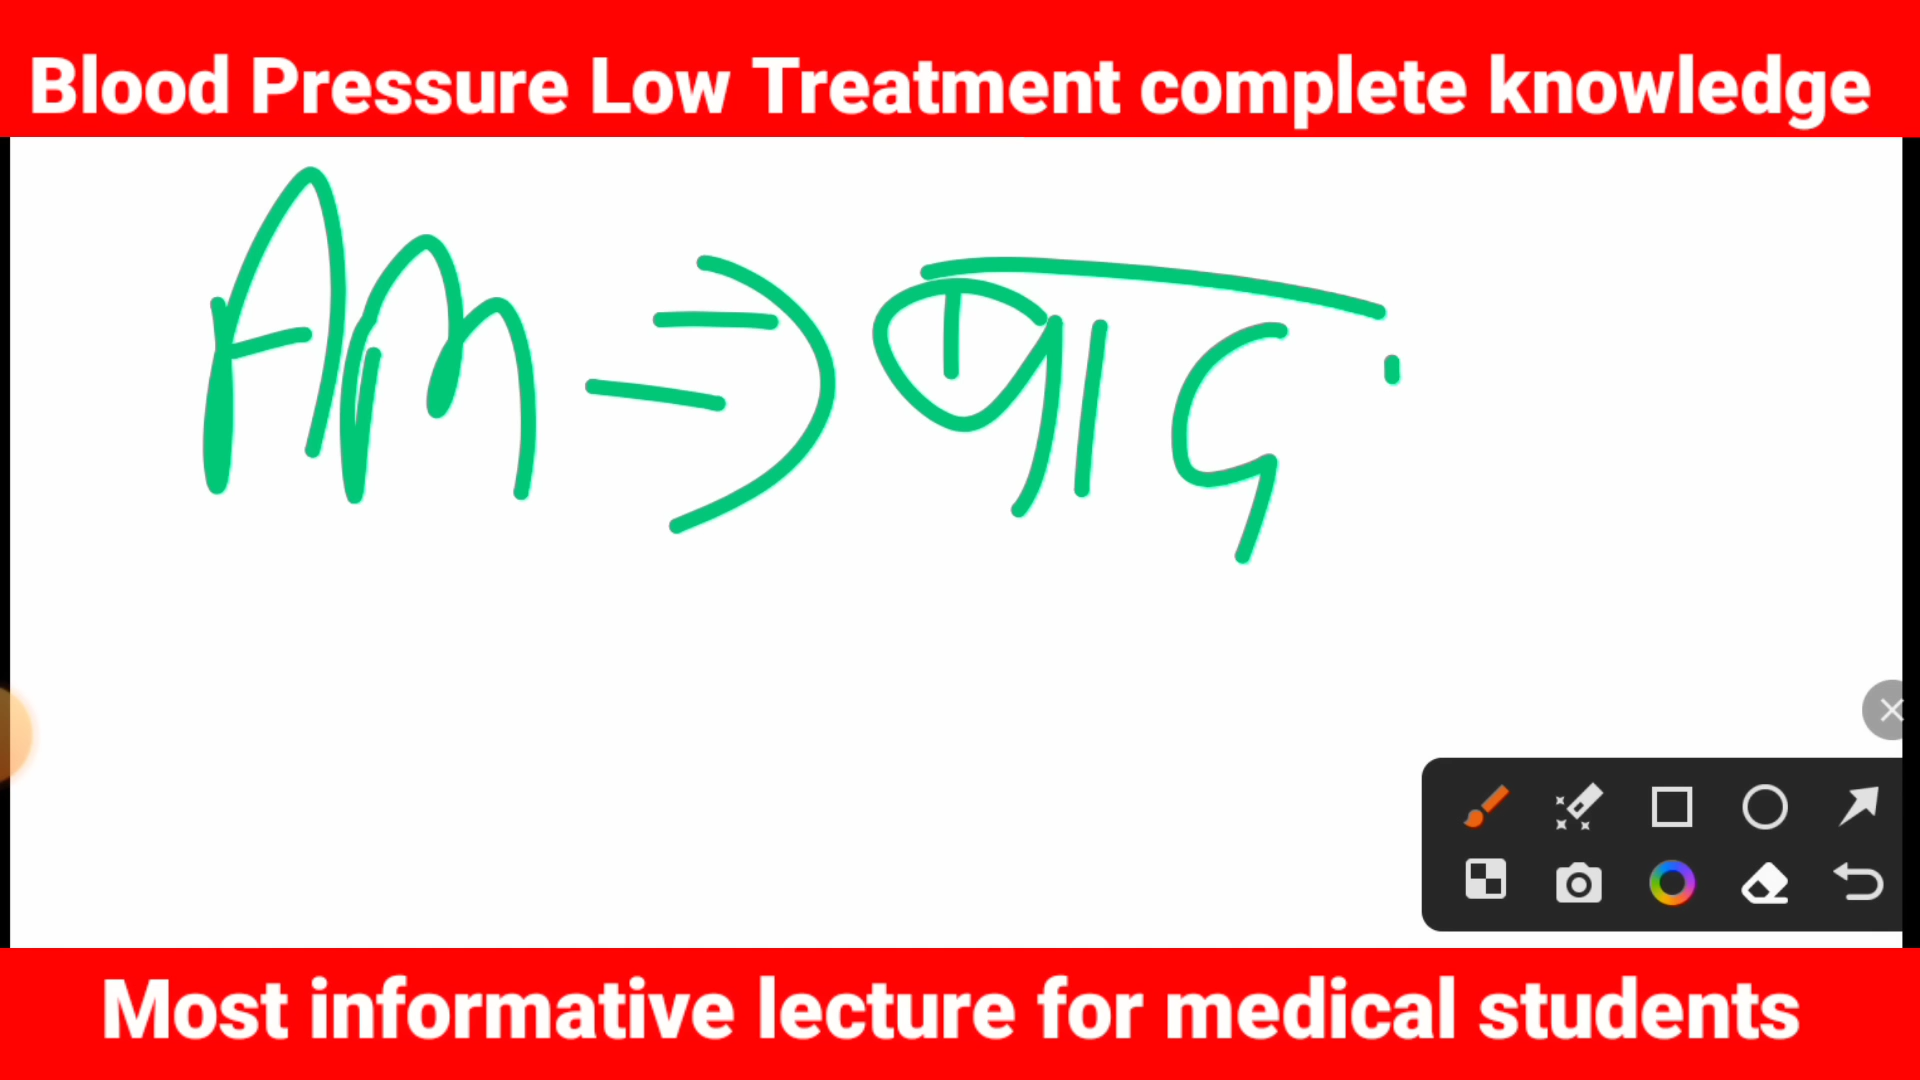 Blood Pressure Low Treatment complete knowledge
Am ⇒ बाद
Most informative lecture for medical students